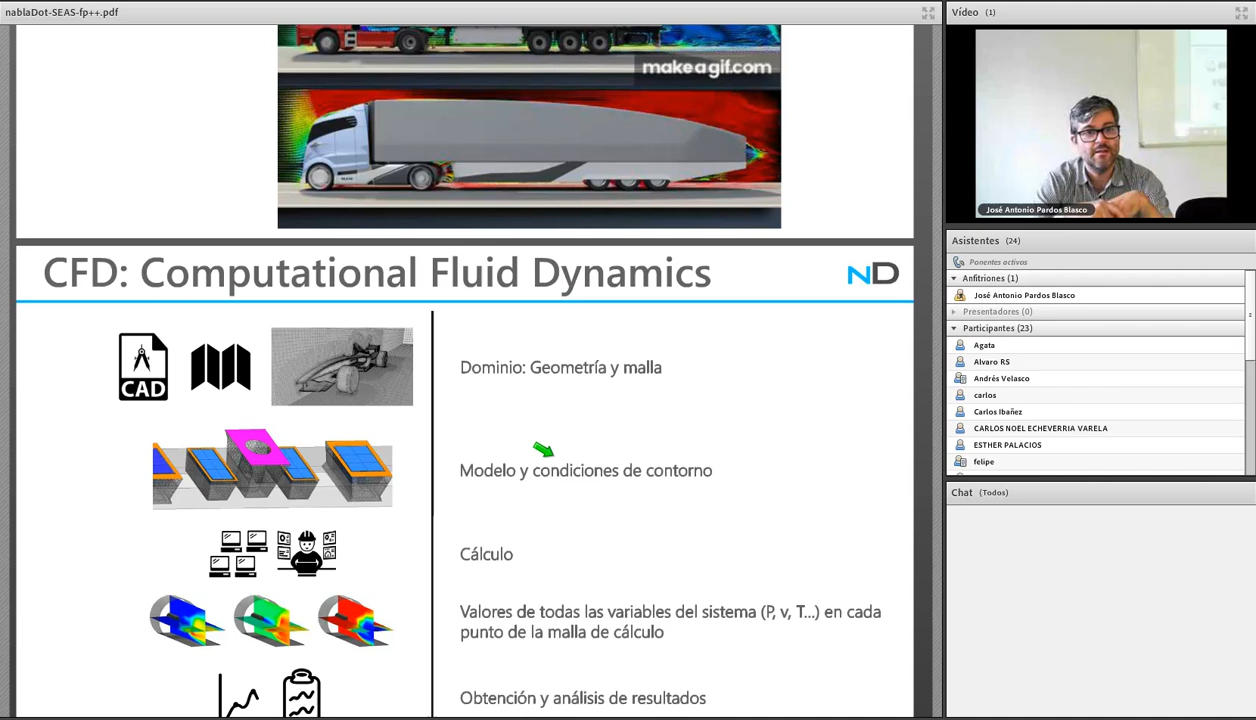 nablaDot-SEAS-fp++.pdf
makeagif.com
CFD: Computational Fluid Dynamics
ND
CAD
Dominio: Geometría y malla
Modelo y condiciones de contorno
Cálculo
Valores de todas las variables del sistema (P, v, T...) en cada
punto de la malla de cálculo
Obtención y análisis de resultados
Vídeo (1)
José Antonio Pardos Blasco
Asistentes (24)
Ponentes activos
Anfitriones (1)
José Antonio Pardos Blasco
Presentadores (0)
Participantes (23)
Agata
Alvaro RS
Andrés Velasco
carlos
Carlos Ibañez
CARLOS NOEL ECHEVERRIA VARELA
ESTHER PALACIOS
felipe
Chat (Todos)